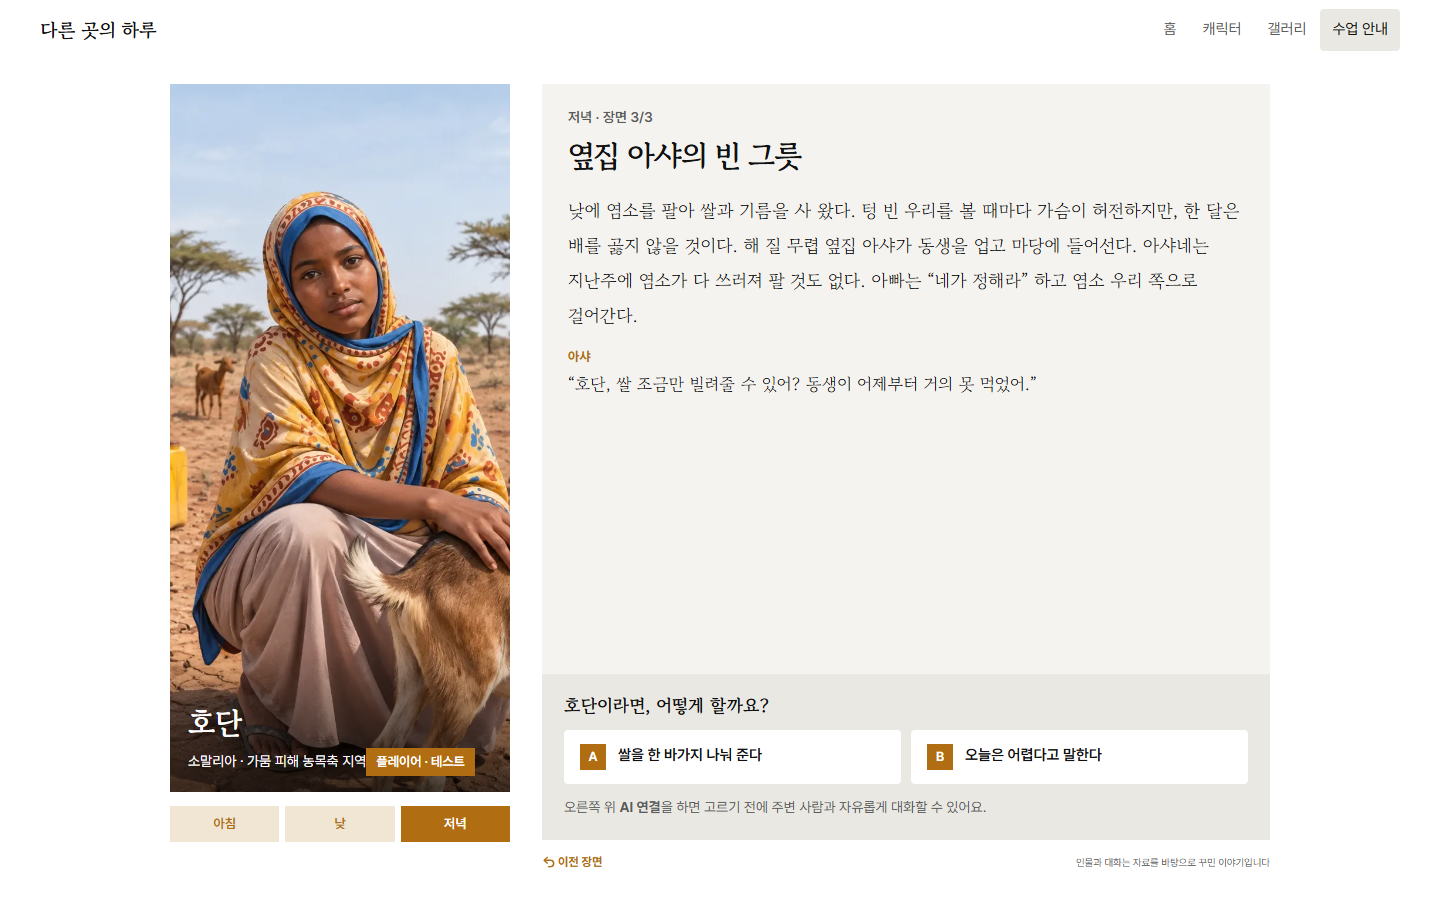 다른 곳의 하루
홈 캐릭터 갤러리 수업 안내
호단
소말리아 · 가뭄 피해 농목축 지역 플레이어 · 테스트
아침 낮 저녁
저녁 · 장면 3/3
옆집 아샤의 빈 그릇
낮에 염소를 팔아 쌀과 기름을 사 왔다. 텅 빈 우리를 볼 때마다 가슴이 허전하지만, 한 달은
배를 곯지 않을 것이다. 해 질 무렵 옆집 아샤가 동생을 업고 마당에 들어선다. 아샤네는
지난주에 염소가 다 쓰러져 팔 것도 없다. 아빠는 “네가 정해라” 하고 염소 우리 쪽으로
걸어간다.
아샤
“호단, 쌀 조금만 빌려줄 수 있어? 동생이 어제부터 거의 못 먹었어.”
호단이라면, 어떻게 할까요?
A 쌀을 한 바가지 나눠 준다
B 오늘은 어렵다고 말한다
오른쪽 위 AI 연결을 하면 고르기 전에 주변 사람과 자유롭게 대화할 수 있어요.
이전 장면
인물과 대화는 자료를 바탕으로 꾸민 이야기입니다